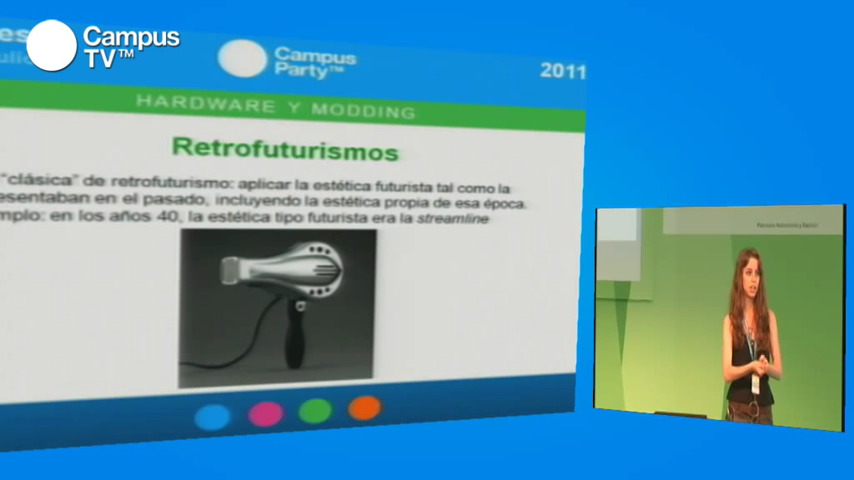 Campus
TV™
Campus
Party™
2011
HARDWARE Y MODDING
Retrofuturismos
"clásica" de retrofuturismo: aplicar la estética futurista tal como la
en el pasado, incluyendo la estética propia de esa época.
en los años 40, la estética tipo futurista era la streamline